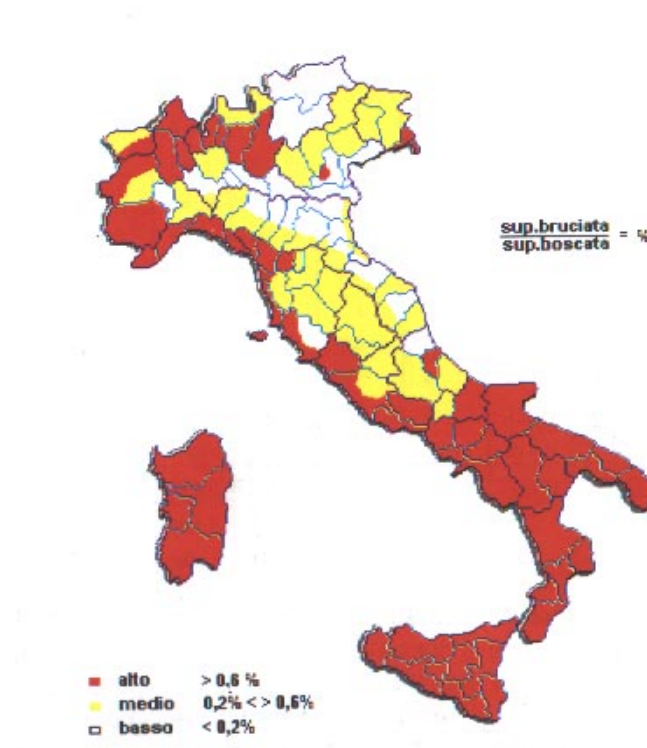 sup.bruciata
sup.boscata = %
alto > 0,6 %
medio 0,2% < > 0,6%
basso < 0,2%